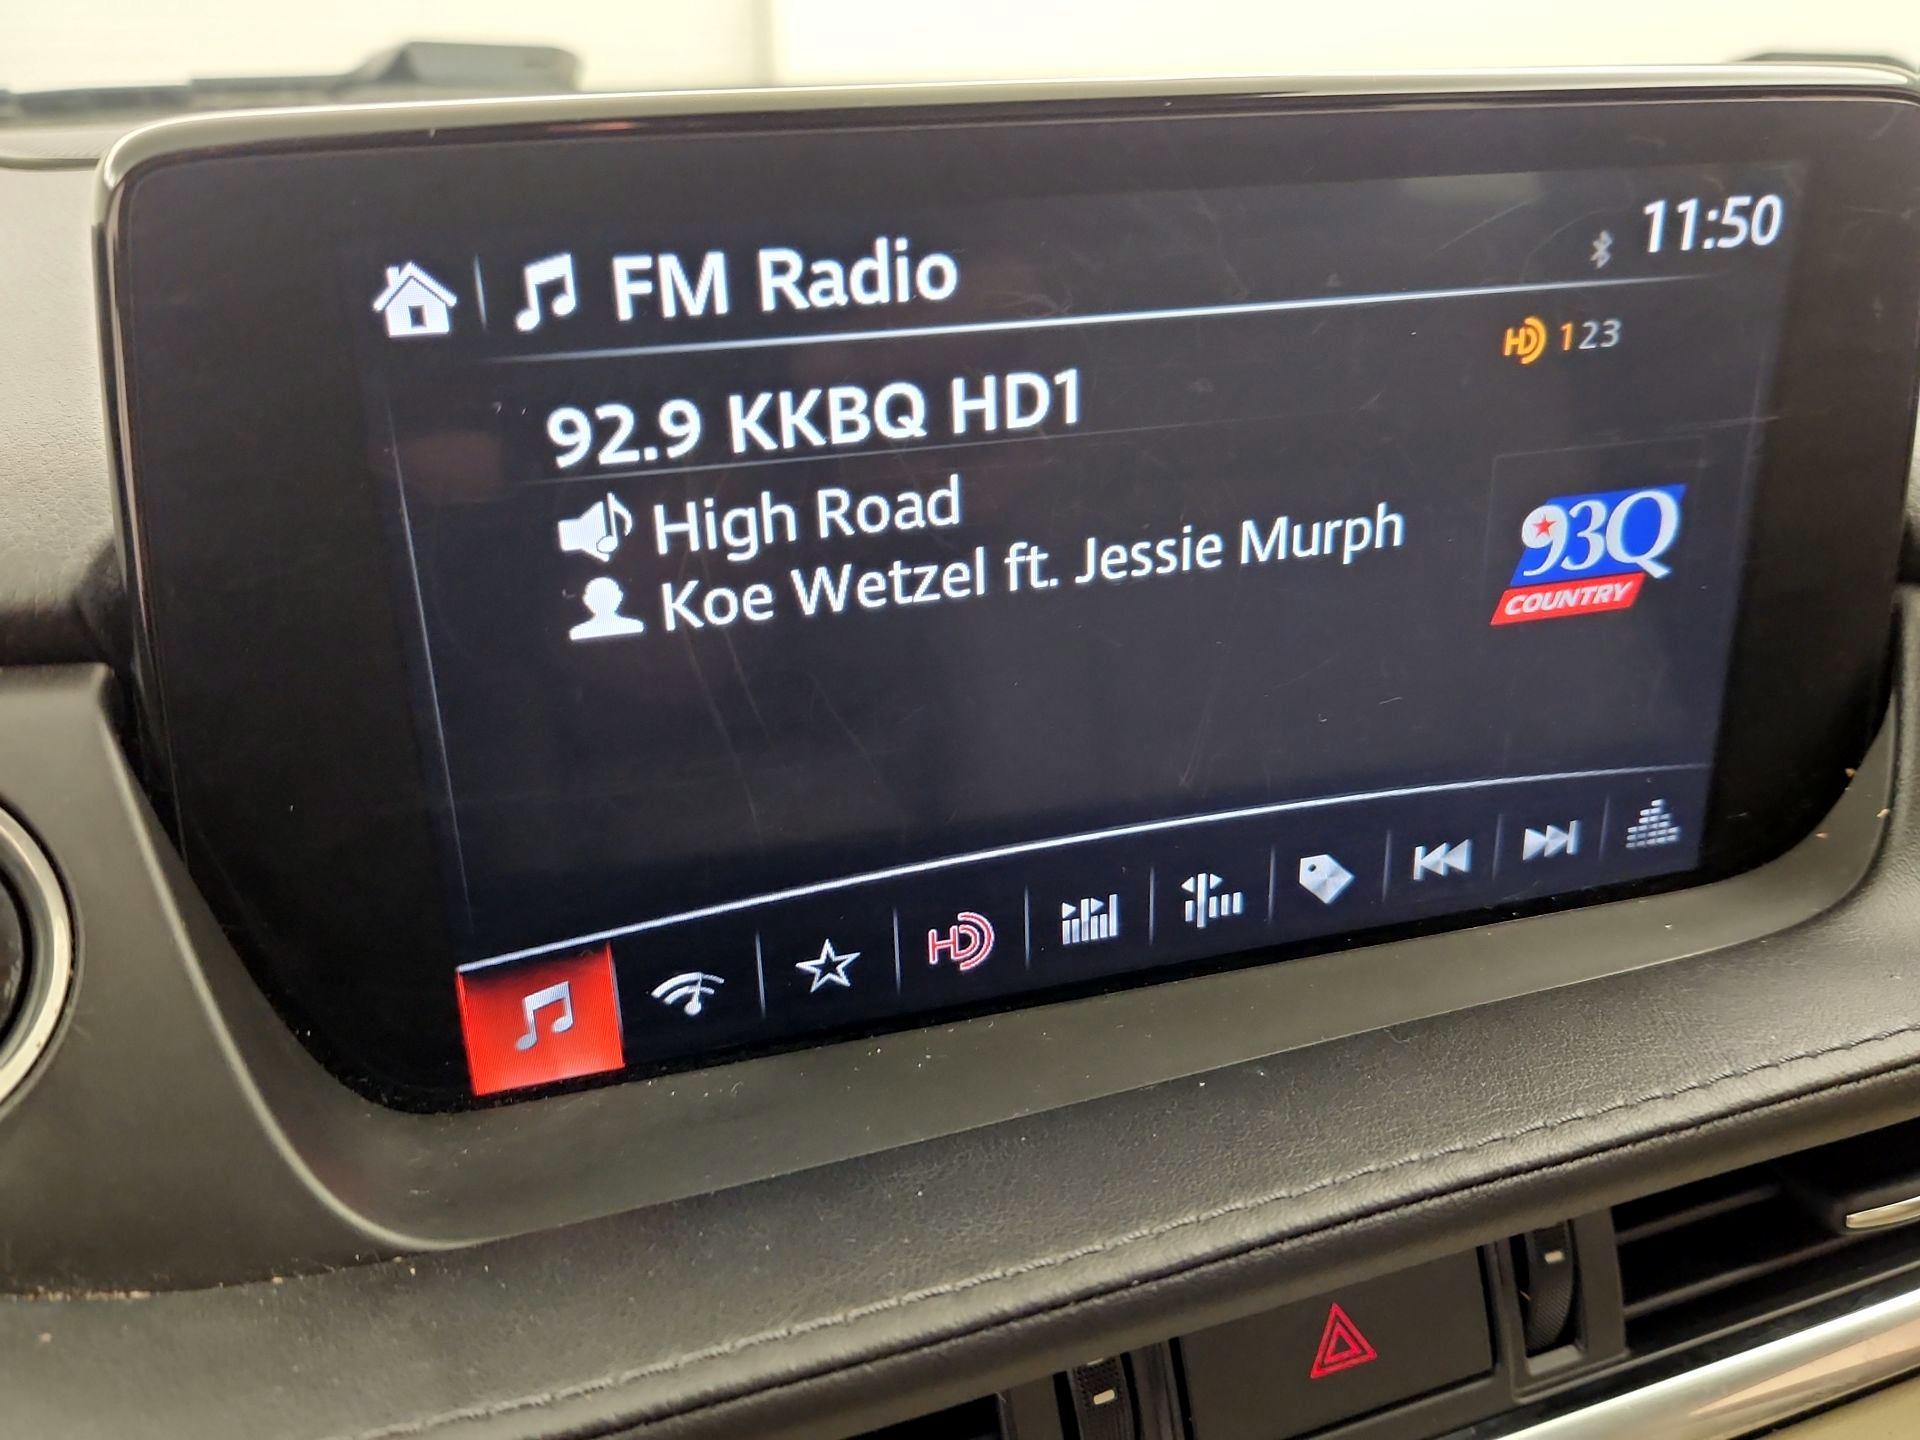 FM Radio
11:50
HD 123
92.9 KKBQ HD1
High Road
Koe Wetzel ft. Jessie Murph
93Q
COUNTRY
HD